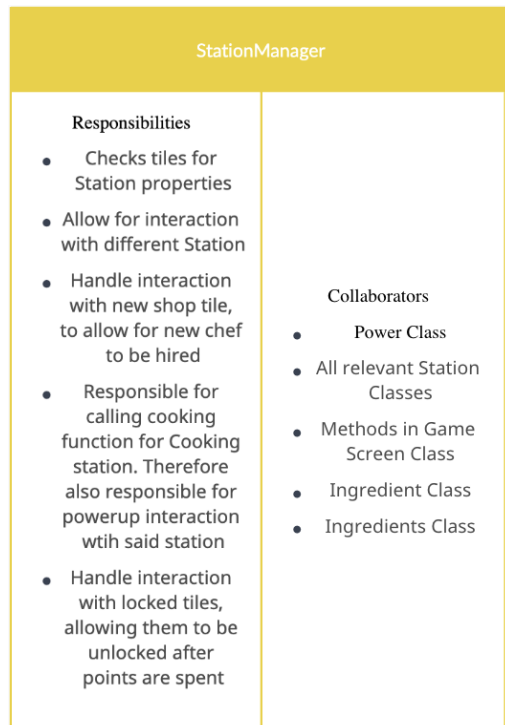 StationManager
Responsibilities
• Checks tiles for
Station properties
• Allow for interaction
with different Station
• Handle interaction
with new shop tile,
to allow for new chef
to be hired
• Responsible for
calling cooking
function for Cooking
station. Therefore
also responsible for
powerup interaction
wtih said station
• Handle interaction
with locked tiles,
allowing them to be
unlocked after
points are spent
Collaborators
• Power Class
• All relevant Station
Classes
• Methods in Game
Screen Class
• Ingredient Class
• Ingredients Class